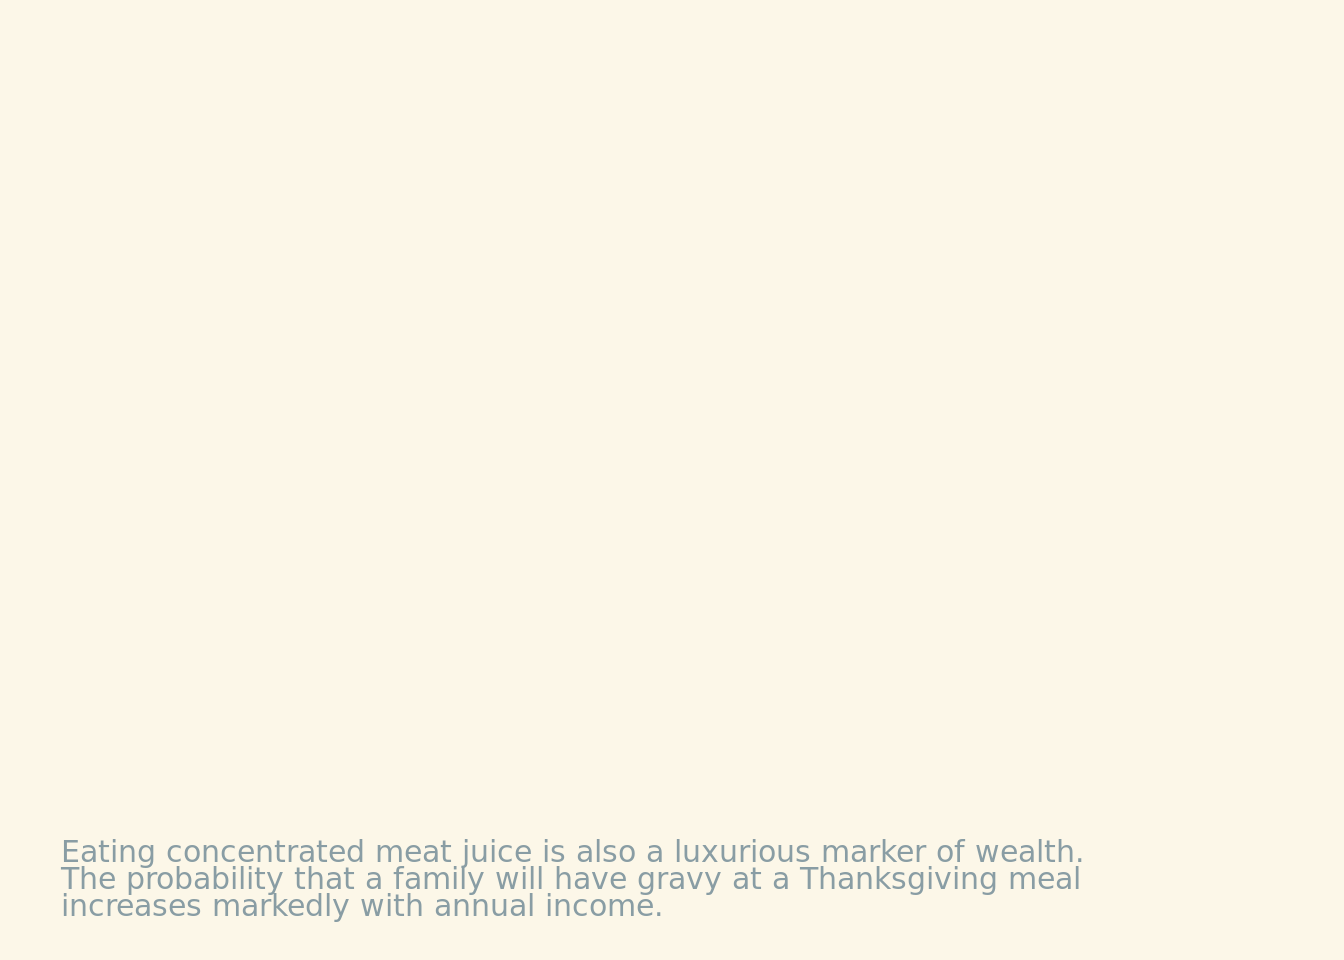 Eating concentrated meat juice is also a luxurious marker of wealth.
The probability that a family will have gravy at a Thanksgiving meal
increases markedly with annual income.